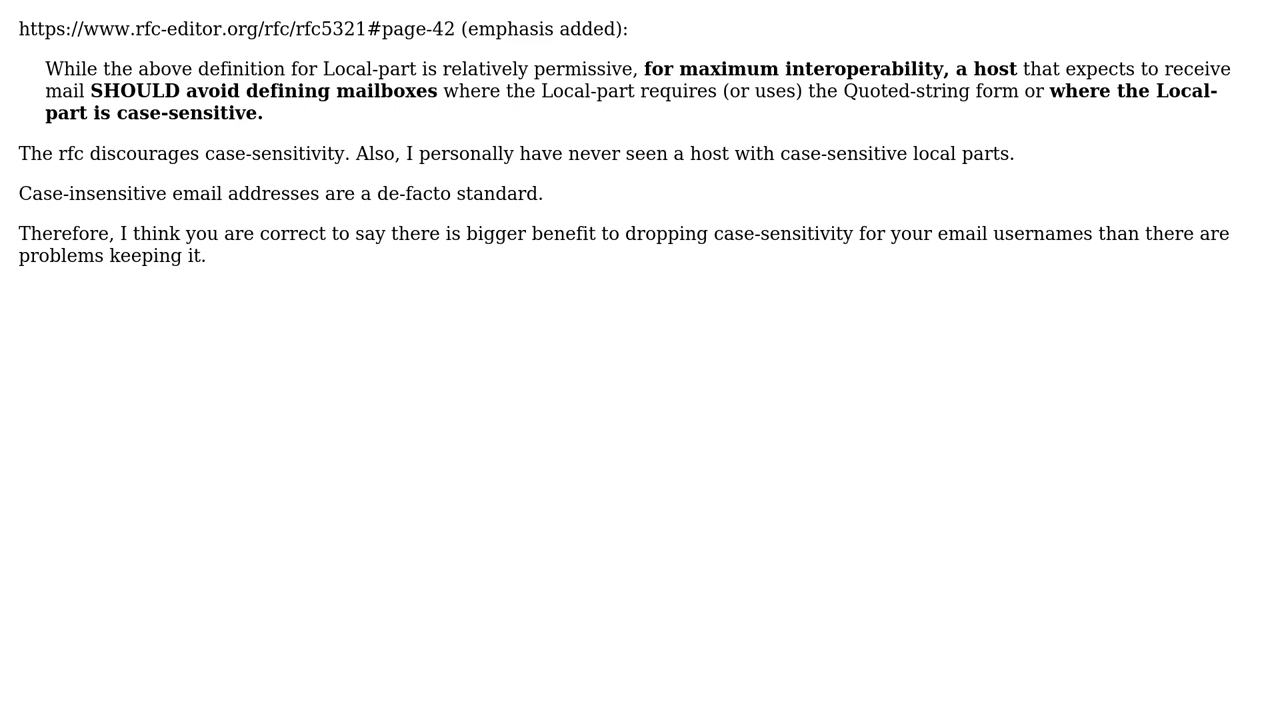 https://www.rfc-editor.org/rfc/rfc5321#page-42 (emphasis added):
While the above definition for Local-part is relatively permissive, for maximum interoperability, a host that expects to receive
mail SHOULD avoid defining mailboxes where the Local-part requires (or uses) the Quoted-string form or where the Local-
part is case-sensitive.
The rfc discourages case-sensitivity. Also, I personally have never seen a host with case-sensitive local parts.
Case-insensitive email addresses are a de-facto standard.
Therefore, I think you are correct to say there is bigger benefit to dropping case-sensitivity for your email usernames than there are
problems keeping it.